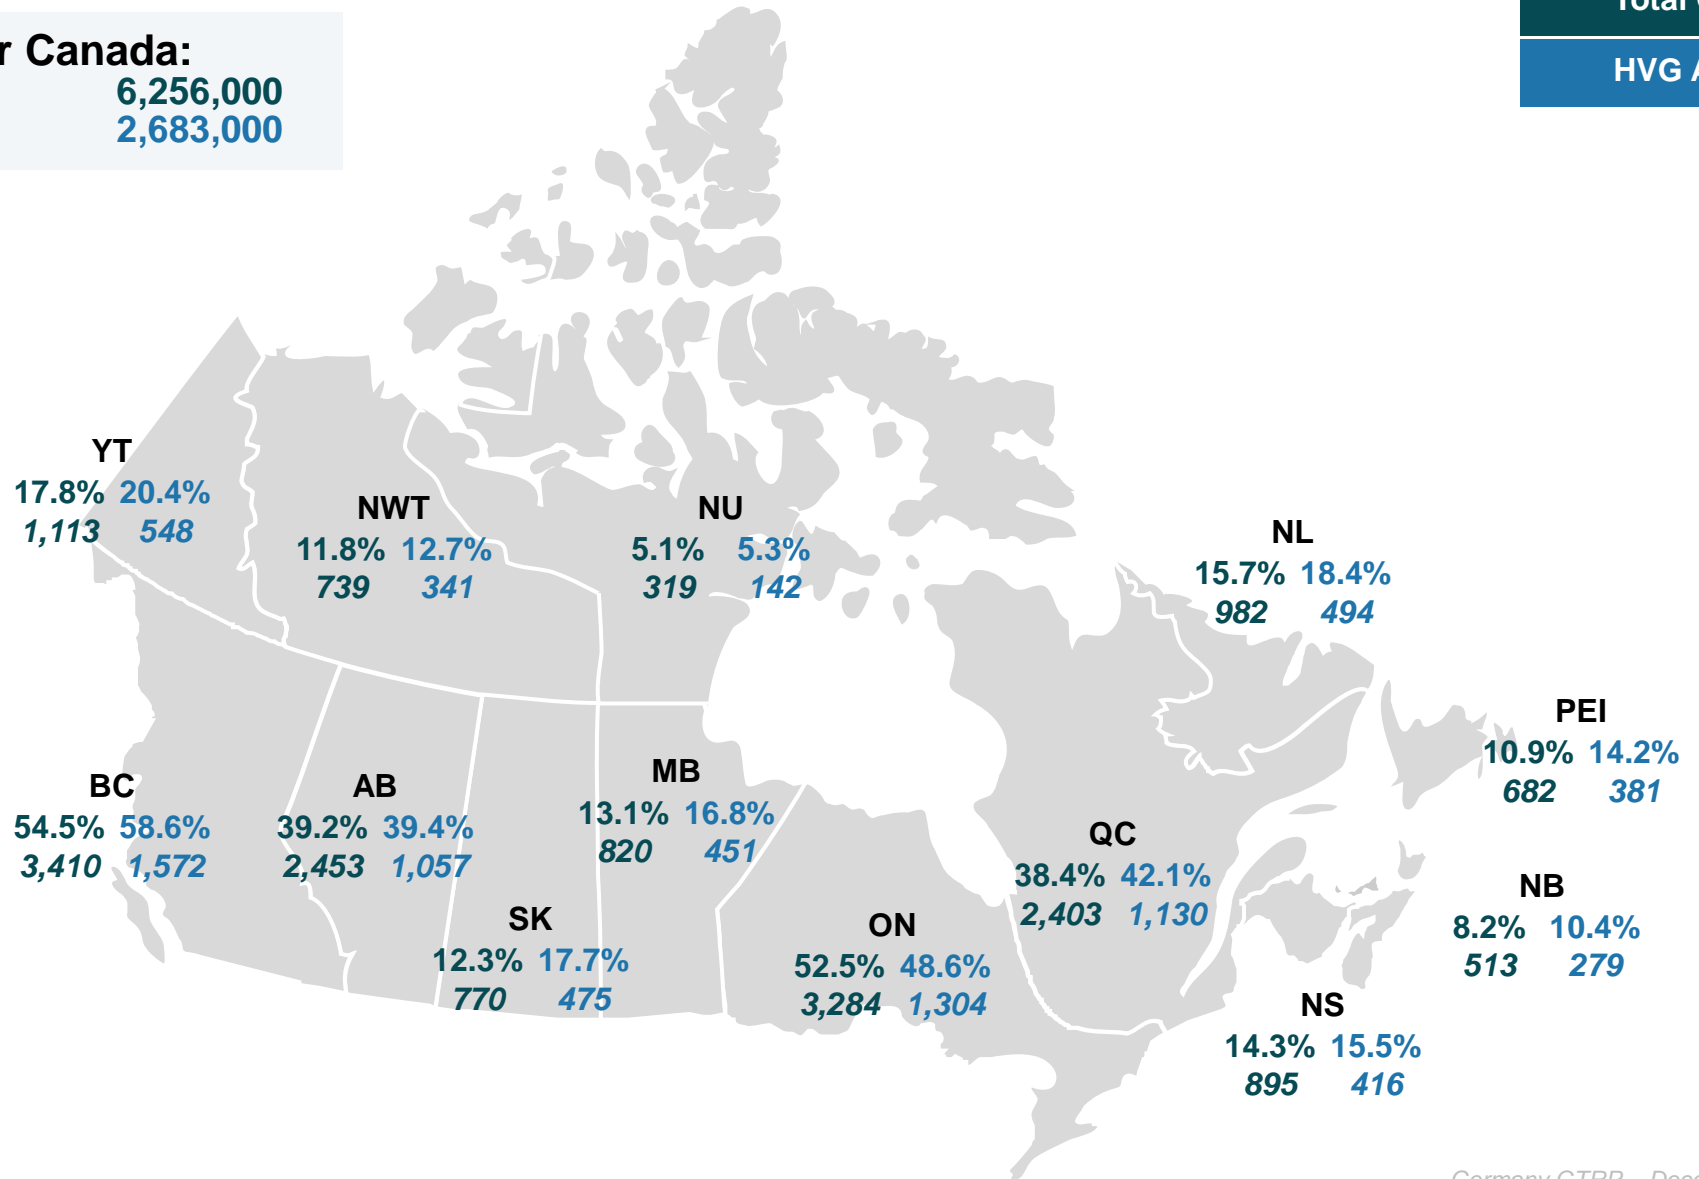 Canada:
6,256,000
2,683,000
HVG
YT
17.8% 20.4%
1,113 548
NWT
11.8% 12.7%
739 341
NU
5.1% 5.3%
319 142
NL
15.7% 18.4%
982 494
PEI
10.9% 14.2%
682 381
BC
54.5% 58.6%
3,410 1,572
AB
39.2% 39.4%
2,453 1,057
MB
13.1% 16.8%
820 451
QC
38.4% 42.1%
2,403 1,130
NB
8.2% 10.4%
513 279
SK
12.3% 17.7%
770 475
ON
52.5% 48.6%
3,284 1,304
NS
14.3% 15.5%
895 416